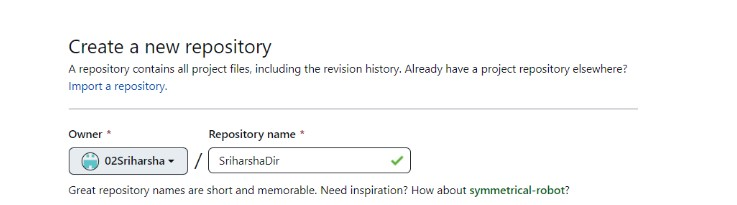 Create a new repository
A repository contains all project files, including the revision history. Already have a project repository elsewhere?
Import a repository.
Owner * Repository name *
02Sriharsha / SriharshaDir
Great repository names are short and memorable. Need inspiration? How about symmetrical-robot?